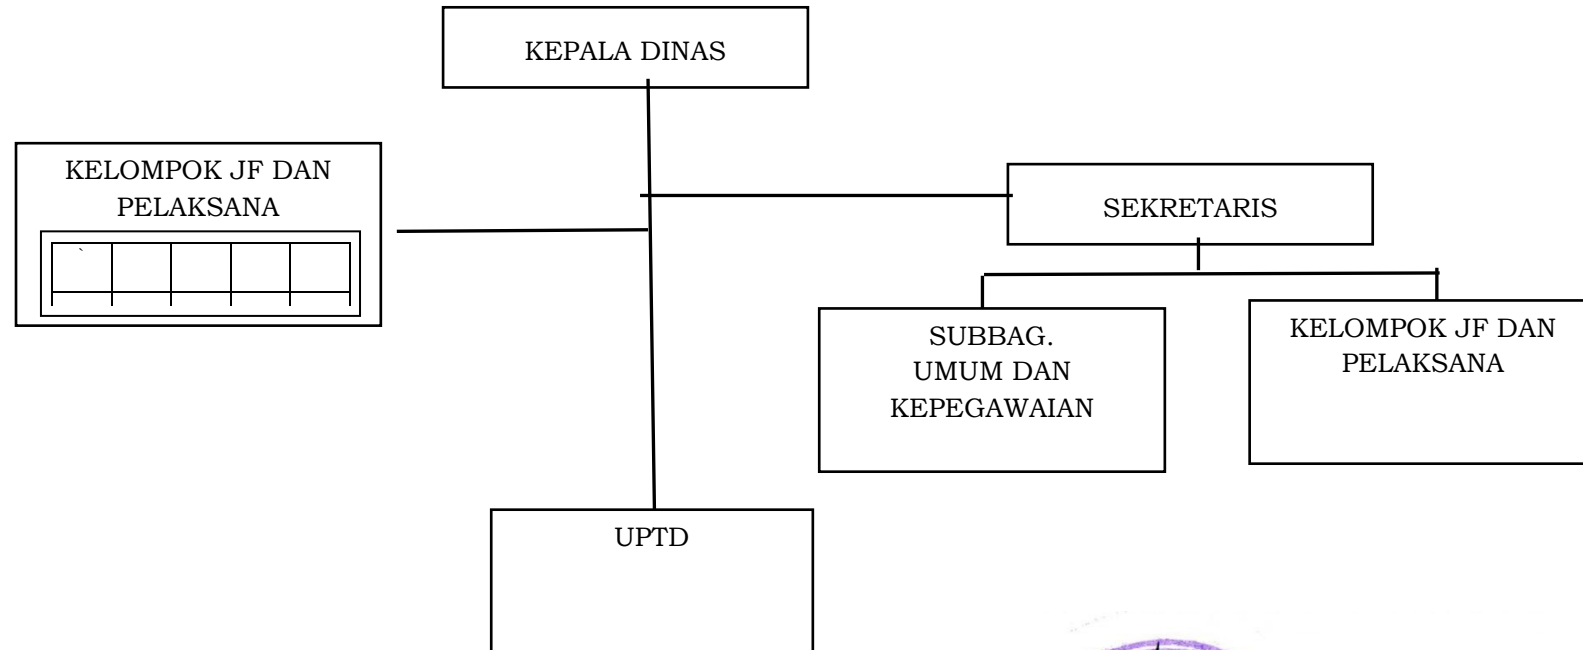 KEPALA DINAS
KELOMPOK JF DAN
PELAKSANA
`
SEKRETARIS
SUBBAG.
UMUM DAN
KEPEGAWAIAN
KELOMPOK JF DAN
PELAKSANA
UPTD